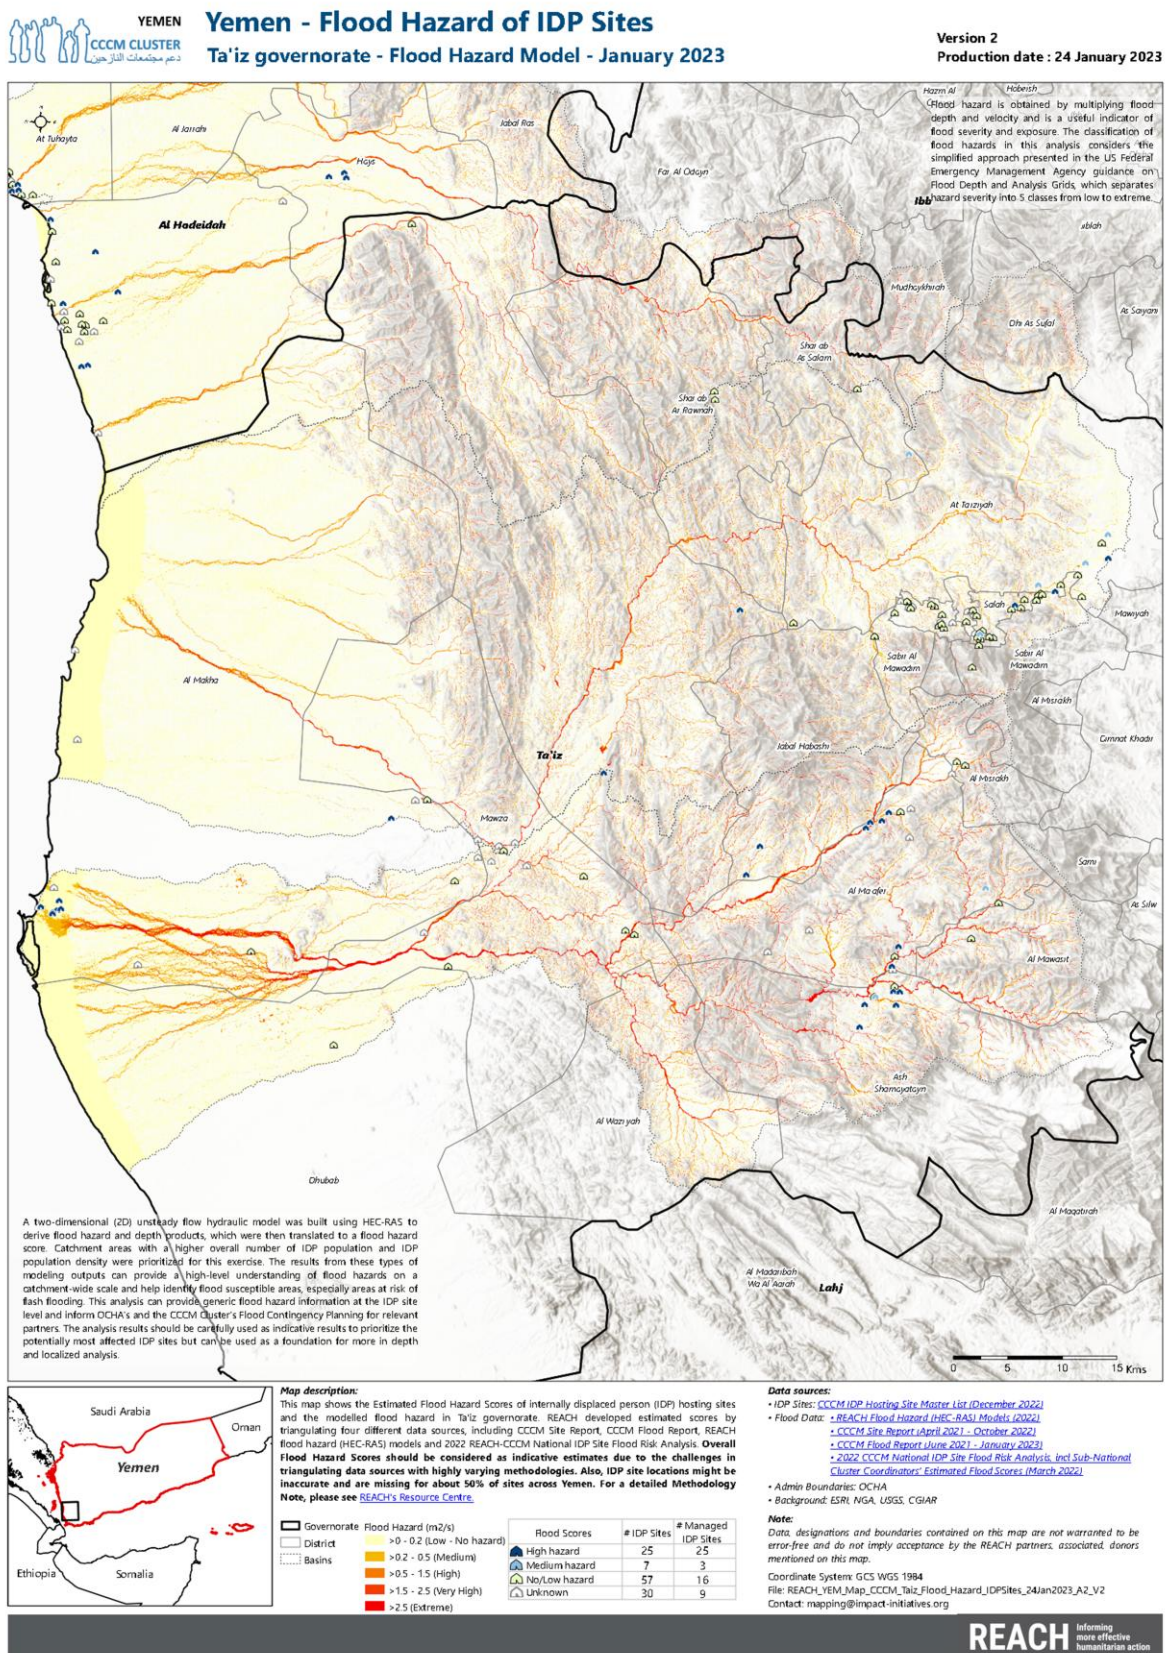 YEMEN
CCCM CLUSTER
دعم مجتمعات النازحين
Yemen - Flood Hazard of IDP Sites
Ta'iz governorate - Flood Hazard Model - January 2023
Version 2
Production date : 24 January 2023
Flood hazard is obtained by multiplying flood
depth and velocity and is a useful indicator of
flood severity and exposure. The classification of
flood hazards in this analysis considers the
simplified approach presented in the US Federal
Emergency Management Agency guidance on
Flood Depth and Analysis Grids, which separates
hazard severity into 5 classes from low to extreme.
Hazm Al
Hobeish
At Tuhayta
Al Jarrahi
Jabal Ras
Hays
Far Al Odayn
Ibb
Jiblah
Al Hodeidah
Mudhaykhirah
Dhi As Sufal
As Sayyani
Shar'ab
As Salam
Shar'ab
Ar Rawnah
At Ta'iziyah
Salah
Mawiyah
Sabir Al
Mawadim
Sabir Al
Mawadim
Al Makha
Al Misrakh
Dimnat Khadir
Ta'iz
Jabal Habashi
Al Misrakh
Mawza
Sami
Al Ma'afer
As Silw
Al Mawasit
Ash
Shamayatayn
Al Wazi'yah
Dhubab
Al Maqatirah
Al Madaribah
Wa Al Aarah
Lahj
A two-dimensional (2D) unsteady flow hydraulic model was built using HEC-RAS to
derive flood hazard and depth products, which were then translated to a flood hazard
score. Catchment areas with a higher overall number of IDP population and IDP
population density were prioritized for this exercise. The results from these types of
modeling outputs can provide a high-level understanding of flood hazards on a
catchment-wide scale and help identify flood susceptible areas, especially areas at risk of
flash flooding. This analysis can provide generic flood hazard information at the IDP site
level and inform OCHA's and the CCCM Cluster's Flood Contingency Planning for relevant
partners. The analysis results should be carefully used as indicative results to prioritize the
potentially most affected IDP sites but can be used as a foundation for more in depth
and localized analysis.
0 5 10 15 Kms
Saudi Arabia
Oman
Yemen
Ethiopia
Somalia
Map description:
This map shows the Estimated Flood Hazard Scores of internally displaced person (IDP) hosting sites
and the modelled flood hazard in Ta'iz governorate. REACH developed estimated scores by
triangulating four different data sources, including CCCM Site Report, CCCM Flood Report, REACH
flood hazard (HEC-RAS) models and 2022 REACH-CCCM National IDP Site Flood Risk Analysis. Overall
Flood Hazard Scores should be considered as indicative estimates due to the challenges in
triangulating data sources with highly varying methodologies. Also, IDP site locations might be
inaccurate and are missing for about 50% of sites across Yemen. For a detailed Methodology
Note, please see REACH's Resource Centre.
Governorate
District
Basins
Flood Hazard (m2/s)
>0 - 0.2 (Low - No hazard)
>0.2 - 0.5 (Medium)
>0.5 - 1.5 (High)
>1.5 - 2.5 (Very High)
>2.5 (Extreme)
Flood Scores # IDP Sites # Managed IDP Sites
High hazard 25 25
Medium hazard 7 3
No/Low hazard 57 16
Unknown 30 9
Data sources:
• IDP Sites: CCCM IDP Hosting Site Master List (December 2022)
• Flood Data: • REACH Flood Hazard (HEC-RAS) Models (2022)
• CCCM Site Report (April 2021 - October 2022)
• CCCM Flood Report (June 2021 - January 2023)
• 2022 CCCM National IDP Site Flood Risk Analysis, incl Sub-National
Cluster Coordinators' Estimated Flood Scores (March 2022)
• Admin Boundaries: OCHA
• Background: ESRI, NGA, USGS, CGIAR
Note:
Data, designations and boundaries contained on this map are not warranted to be
error-free and do not imply acceptance by the REACH partners, associated, donors
mentioned on this map.
Coordinate System: GCS WGS 1984
File: REACH_YEM_Map_CCCM_Taiz_Flood_Hazard_IDPSites_24Jan2023_A2_V2
Contact: mapping@impact-initiatives.org
REACH
Informing
more effective
humanitarian action